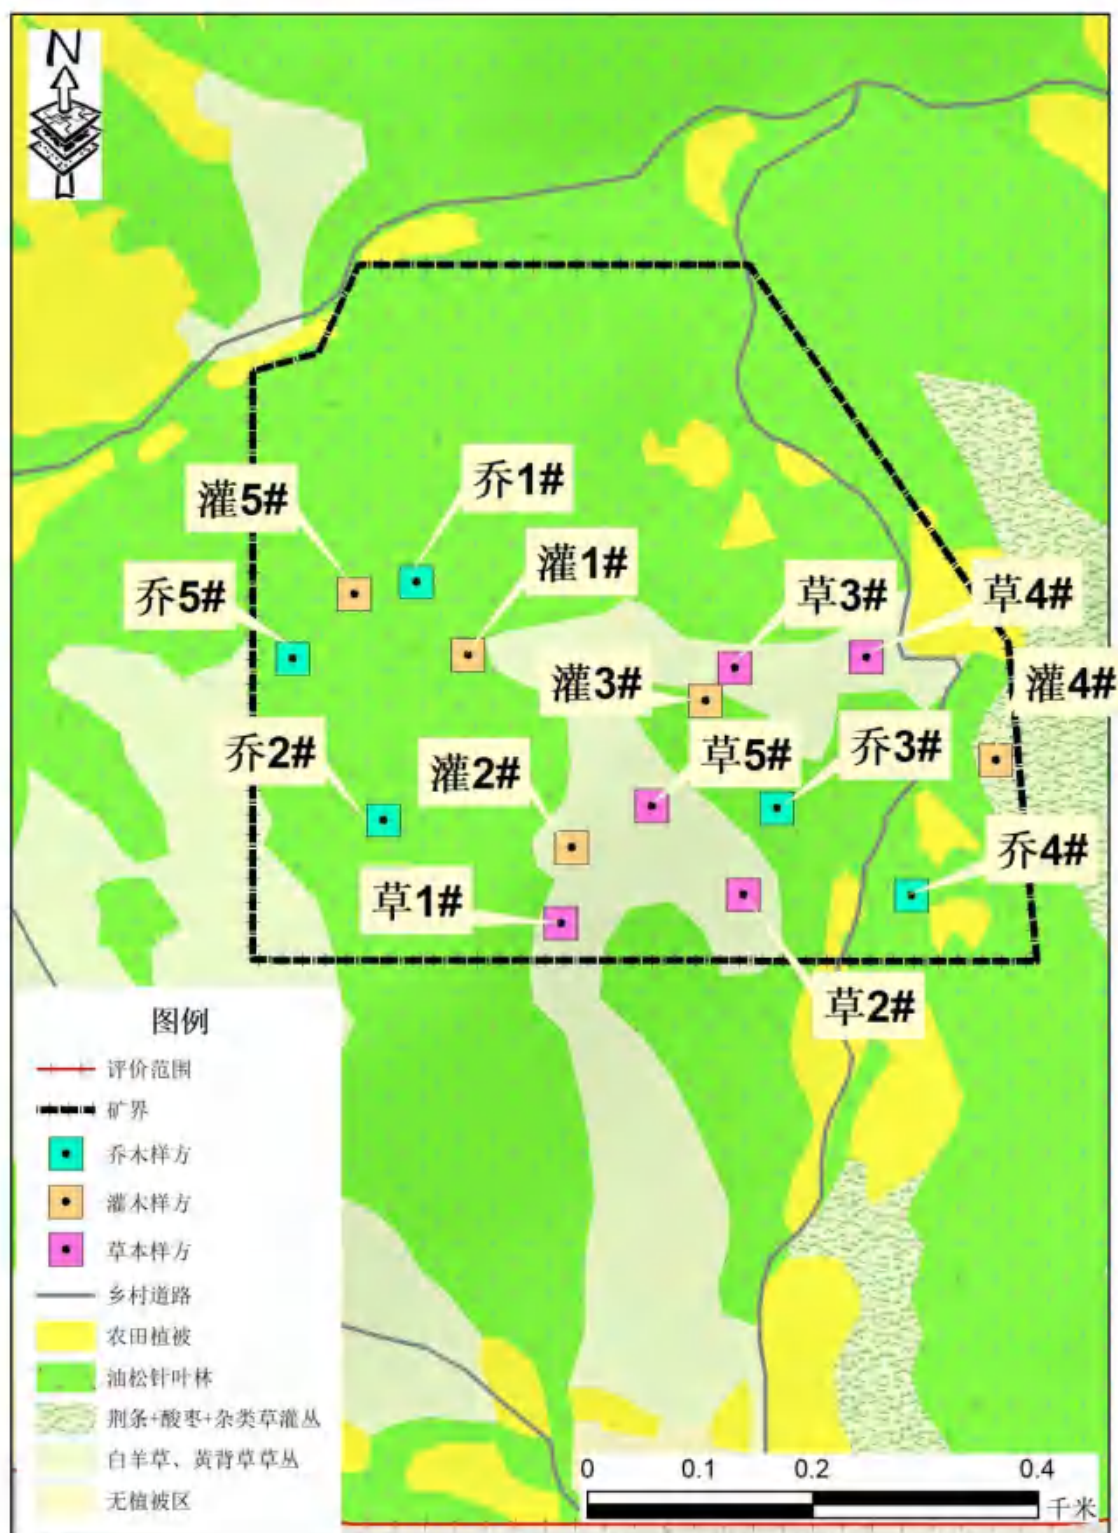 N
灌5#
乔1#
灌1#
乔5#
草3#
草4#
灌3#
灌4#
乔2#
灌2#
草5#
乔3#
草1#
乔4#
草2#
图例
评价范围
矿界
乔木样方
灌木样方
草本样方
乡村道路
农田植被
油松针叶林
荆条+酸枣+杂类草灌丛
白羊草、黄背草草丛
无植被区
0 0.1 0.2 0.4
千米